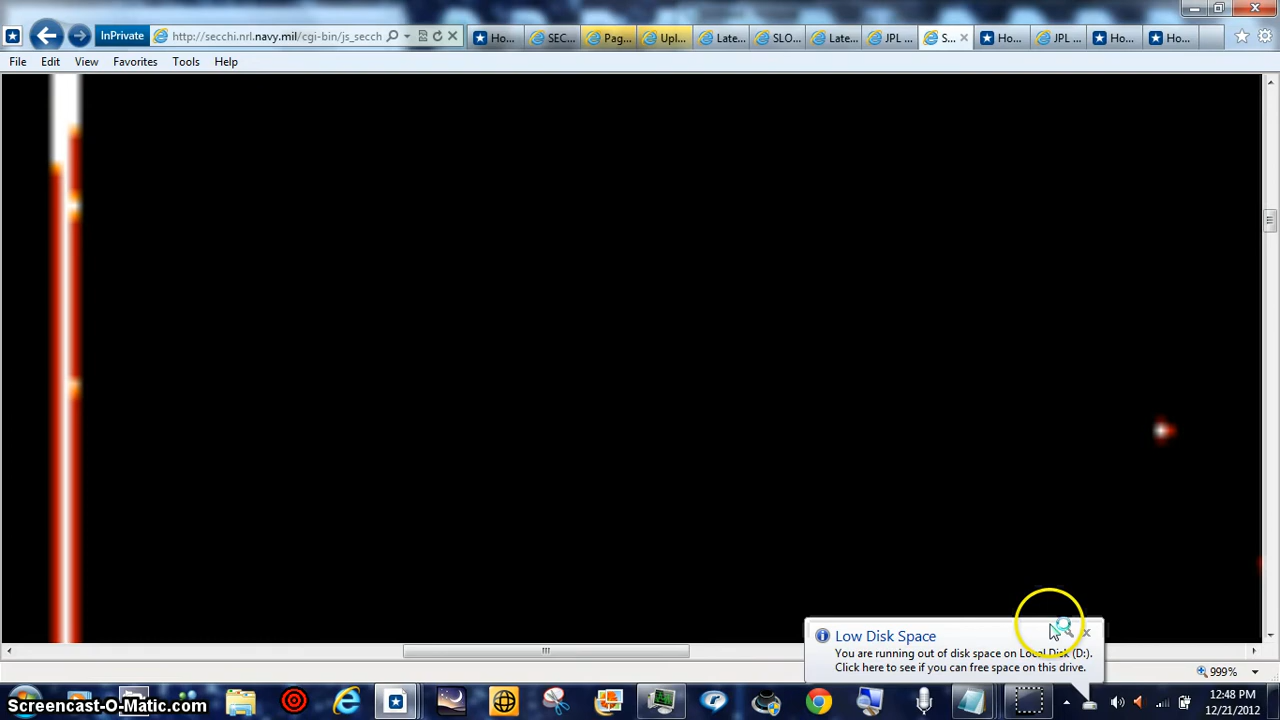 InPrivate
http://secchi.nrl.navy.mil/cgi-bin/js_secch
Ho...
SEC...
Pag...
Upl...
Late...
SLO...
Late...
JPL ...
S...
Ho...
JPL ...
Ho...
Ho...
File Edit View Favorites Tools Help
Low Disk Space
You are running out of disk space on Local Disk (D:).
Click here to see if you can free space on this drive.
999%
Screencast-O-Matic.com
12:48 PM
12/21/2012